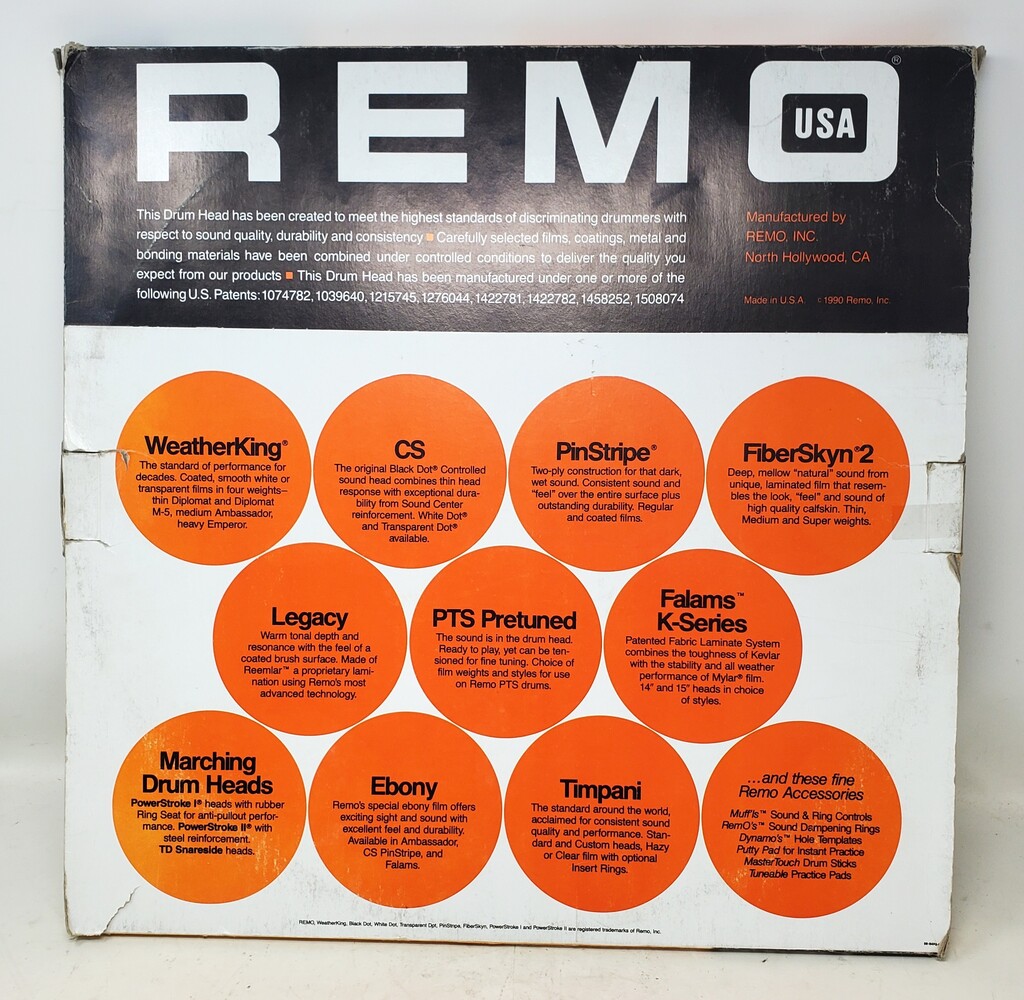 REMO USA ®
This Drum Head has been created to meet the highest standards of discriminating drummers with
respect to sound quality, durability and consistency ■ Carefully selected films, coatings, metal and
bonding materials have been combined under controlled conditions to deliver the quality you
expect from our products ■ This Drum Head has been manufactured under one or more of the
following U.S. Patents: 1074782, 1039640, 1215745, 1276044, 1422781, 1422782, 1458252, 1508074
Manufactured by
REMO, INC.
North Hollywood, CA
Made in U.S.A. © 1990 Remo, Inc.
WeatherKing®
The standard of performance for
decades. Coated, smooth white or
transparent films in four weights—
thin Diplomat and Diplomat
M-5, medium Ambassador,
heavy Emperor.
CS
The original Black Dot® Controlled
sound head combines thin head
response with exceptional dura-
bility from Sound Center
reinforcement. White Dot®
and Transparent Dot®
available.
PinStripe®
Two-ply construction for that dark,
wet sound. Consistent sound and
"feel" over the entire surface plus
outstanding durability. Regular
and coated films.
FiberSkyn®2
Deep, mellow "natural" sound from
unique, laminated film that resem-
bles the look, "feel" and sound of
high quality calfskin. Thin,
Medium and Super weights.
Legacy
Warm tonal depth and
resonance with the feel of a
coated brush surface. Made of
Reemlar™ a proprietary lami-
nation using Remo's most
advanced technology.
PTS Pretuned
The sound is in the drum head.
Ready to play, yet can be ten-
sioned for fine tuning. Choice of
film weights and styles for use
on Remo PTS drums.
Falams™
K-Series
Patented Fabric Laminate System
combines the toughness of Kevlar
with the stability and all weather
performance of Mylar® film.
14" and 15" heads in choice
of styles.
Marching
Drum Heads
PowerStroke I® heads with rubber
Ring Seat for anti-pullout perfor-
mance. PowerStroke II® with
steel reinforcement.
TD Snareside heads.
Ebony
Remo's special ebony film offers
exciting sight and sound with
excellent feel and durability.
Available in Ambassador,
CS PinStripe, and
Falams.
Timpani
The standard around the world,
acclaimed for consistent sound
quality and performance. Stan-
dard and Custom heads, Hazy
or Clear film with optional
Insert Rings.
...and these fine
Remo Accessories
Muff'ls™ Sound & Ring Controls
RemO's™ Sound Dampening Rings
Dynamo's™ Hole Templates
Putty Pad for Instant Practice
MasterTouch Drum Sticks
Tuneable Practice Pads
REMO, WeatherKing, Black Dot, White Dot, Transparent Dpt, PinStripe, FiberSkyn, PowerStroke I and PowerStroke II are registered trademarks of Remo, Inc.